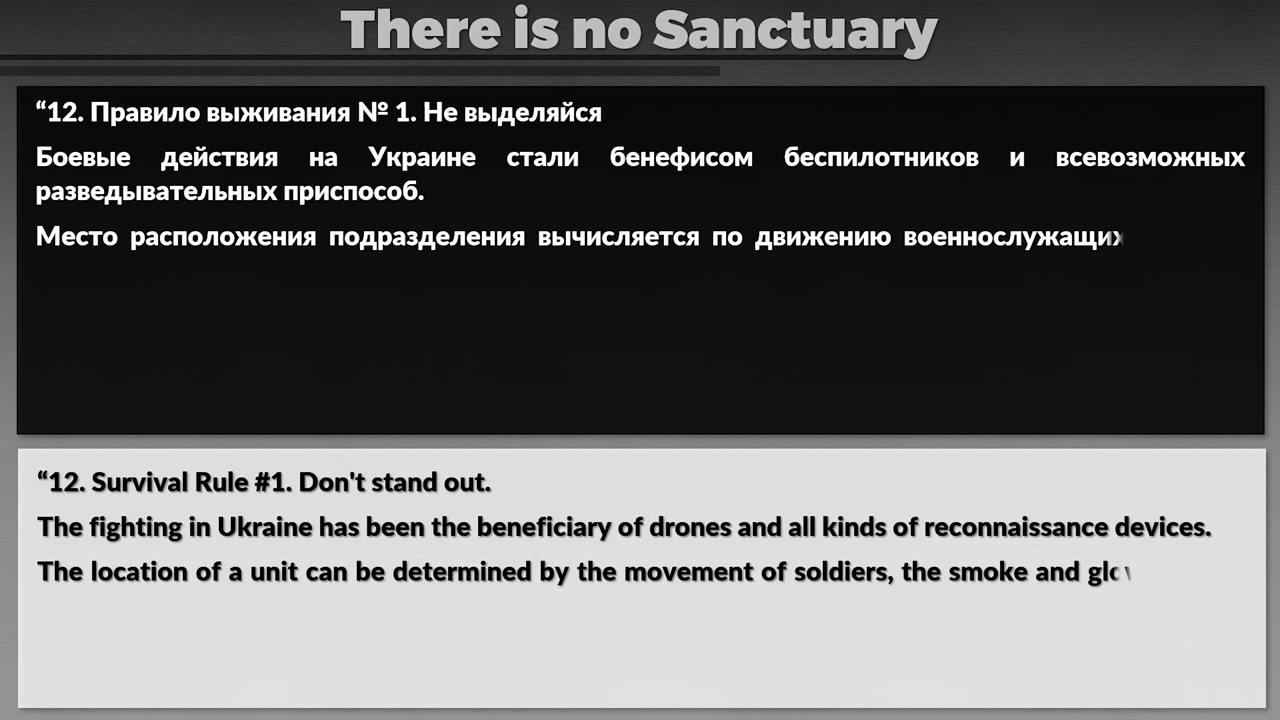 There is no Sanctuary
“12. Правило выживания № 1. Не выделяйся
Боевые действия на Украине стали бенефисом беспилотников и всевозможных
разведывательных приспособ.
Место расположения подразделения вычисляется по движению военнослужащих
“12. Survival Rule #1. Don't stand out.
The fighting in Ukraine has been the beneficiary of drones and all kinds of reconnaissance devices.
The location of a unit can be determined by the movement of soldiers, the smoke and